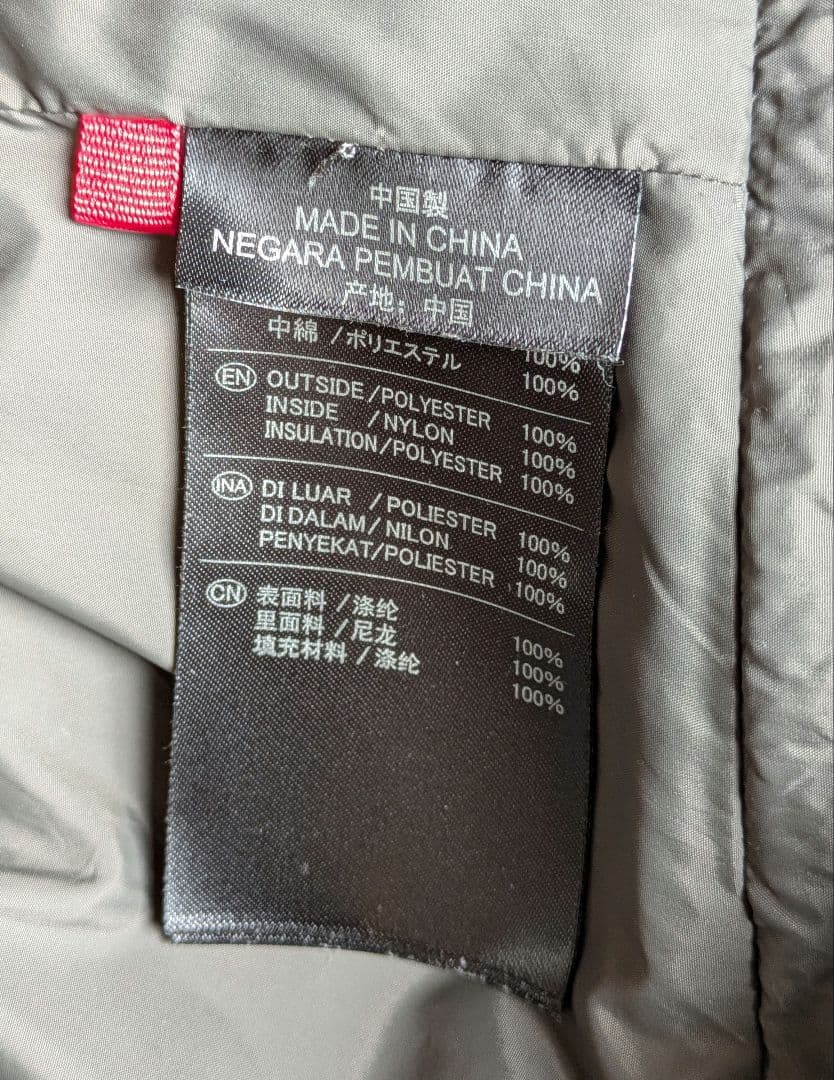 中国製
MADE IN CHINA
NEGARA PEMBUAT CHINA
产地: 中国
100%
中綿 /ポリエステル 100%
EN OUTSIDE /POLYESTER 100%
INSIDE /NYLON 100%
INSULATION/POLYESTER 100%
INA DI LUAR /POLIESTER 100%
DI DALAM/NILON 100%
PENYEKAT/POLIESTER 100%
CN 表面料 /涤纶 100%
里面料 /尼龙 100%
填充材料 /涤纶 100%